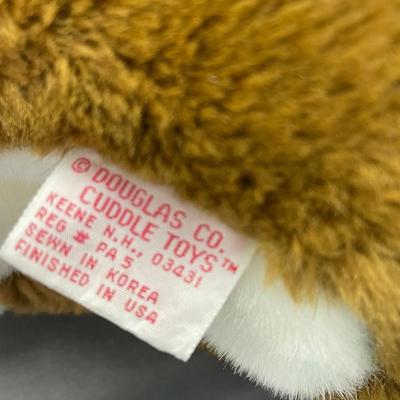 © DOUGLAS CO.
CUDDLE TOYS™
KEENE N.H., 03431
REG # PA 5
SEWN IN KOREA
FINISHED IN USA